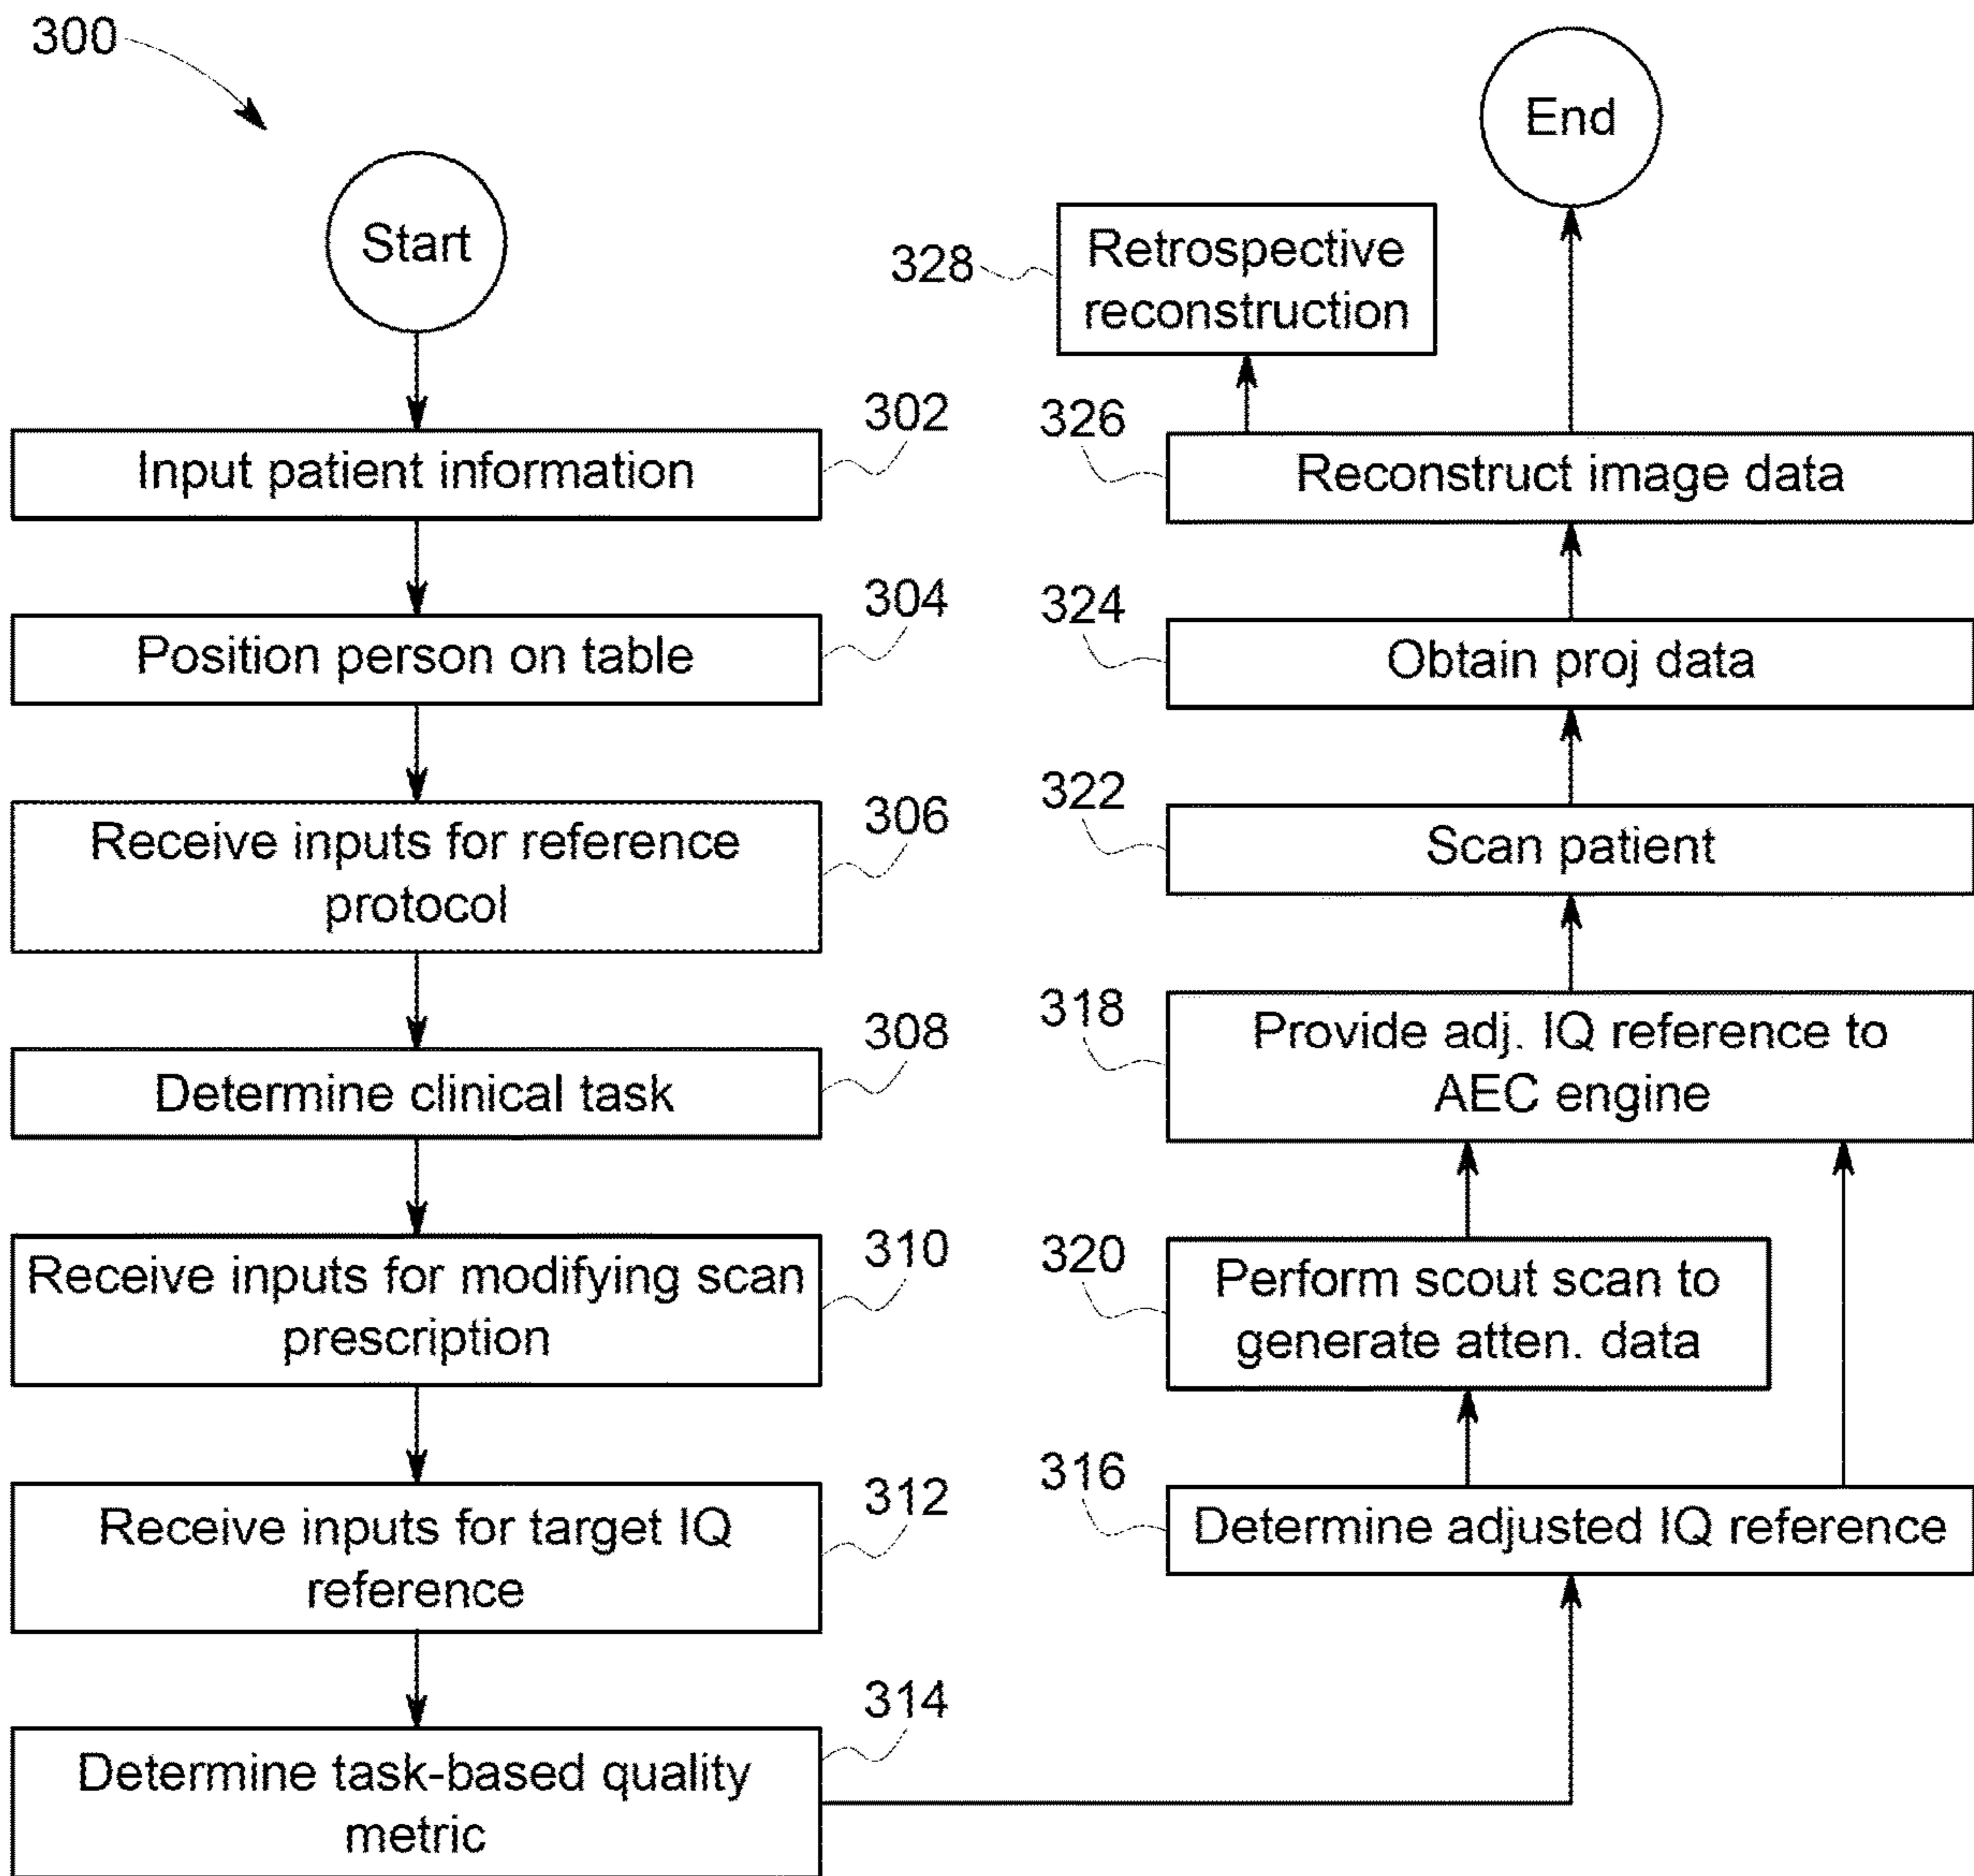 300
Start
302
Input patient information
304
Position person on table
306
Receive inputs for reference
protocol
308
Determine clinical task
310
Receive inputs for modifying scan
prescription
312
Receive inputs for target IQ
reference
314
Determine task-based quality
metric
316
Determine adjusted IQ reference
320
Perform scout scan to
generate atten. data
318
Provide adj. IQ reference to
AEC engine
322
Scan patient
324
Obtain proj data
326
Reconstruct image data
328
Retrospective
reconstruction
End